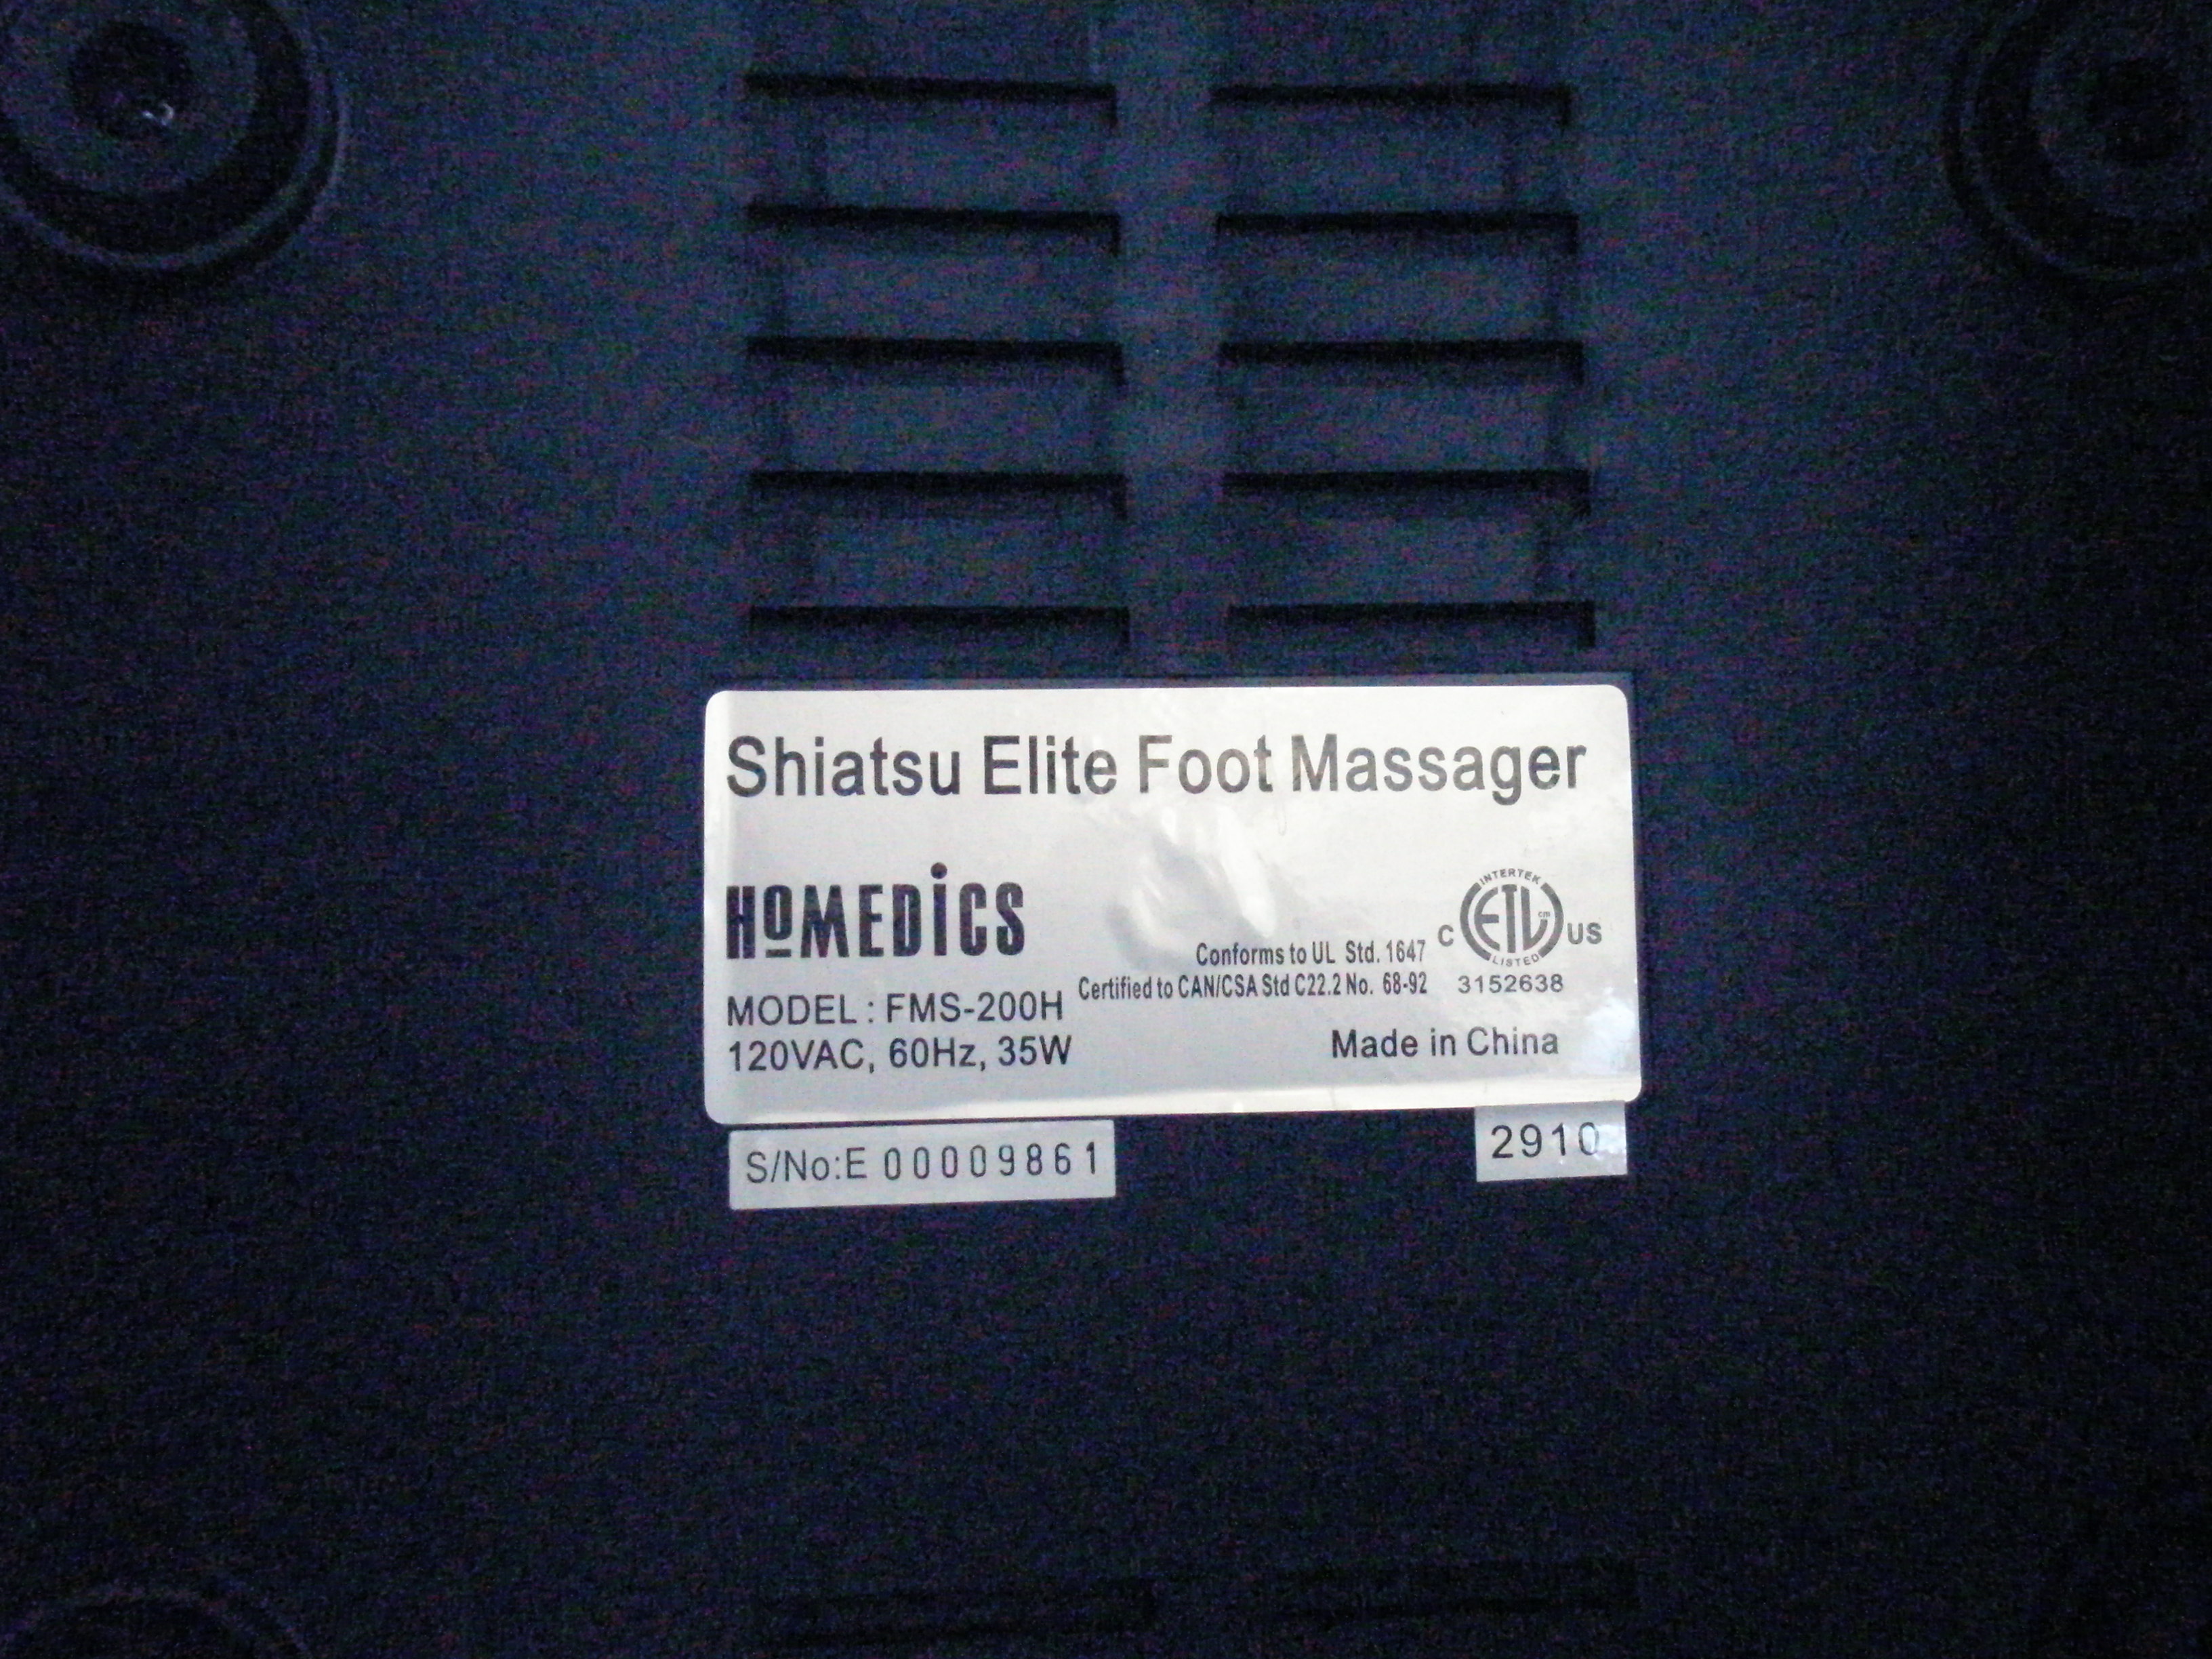 Shiatsu Elite Foot Massager
HoMEDiCS
INTERTEK
C ETL CM US
LISTED
Conforms to UL Std. 1647
Certified to CAN/CSA Std C22.2 No. 68-92 3152638
MODEL : FMS-200H
120VAC, 60Hz, 35W
Made in China
S/No:E 00009861
2910